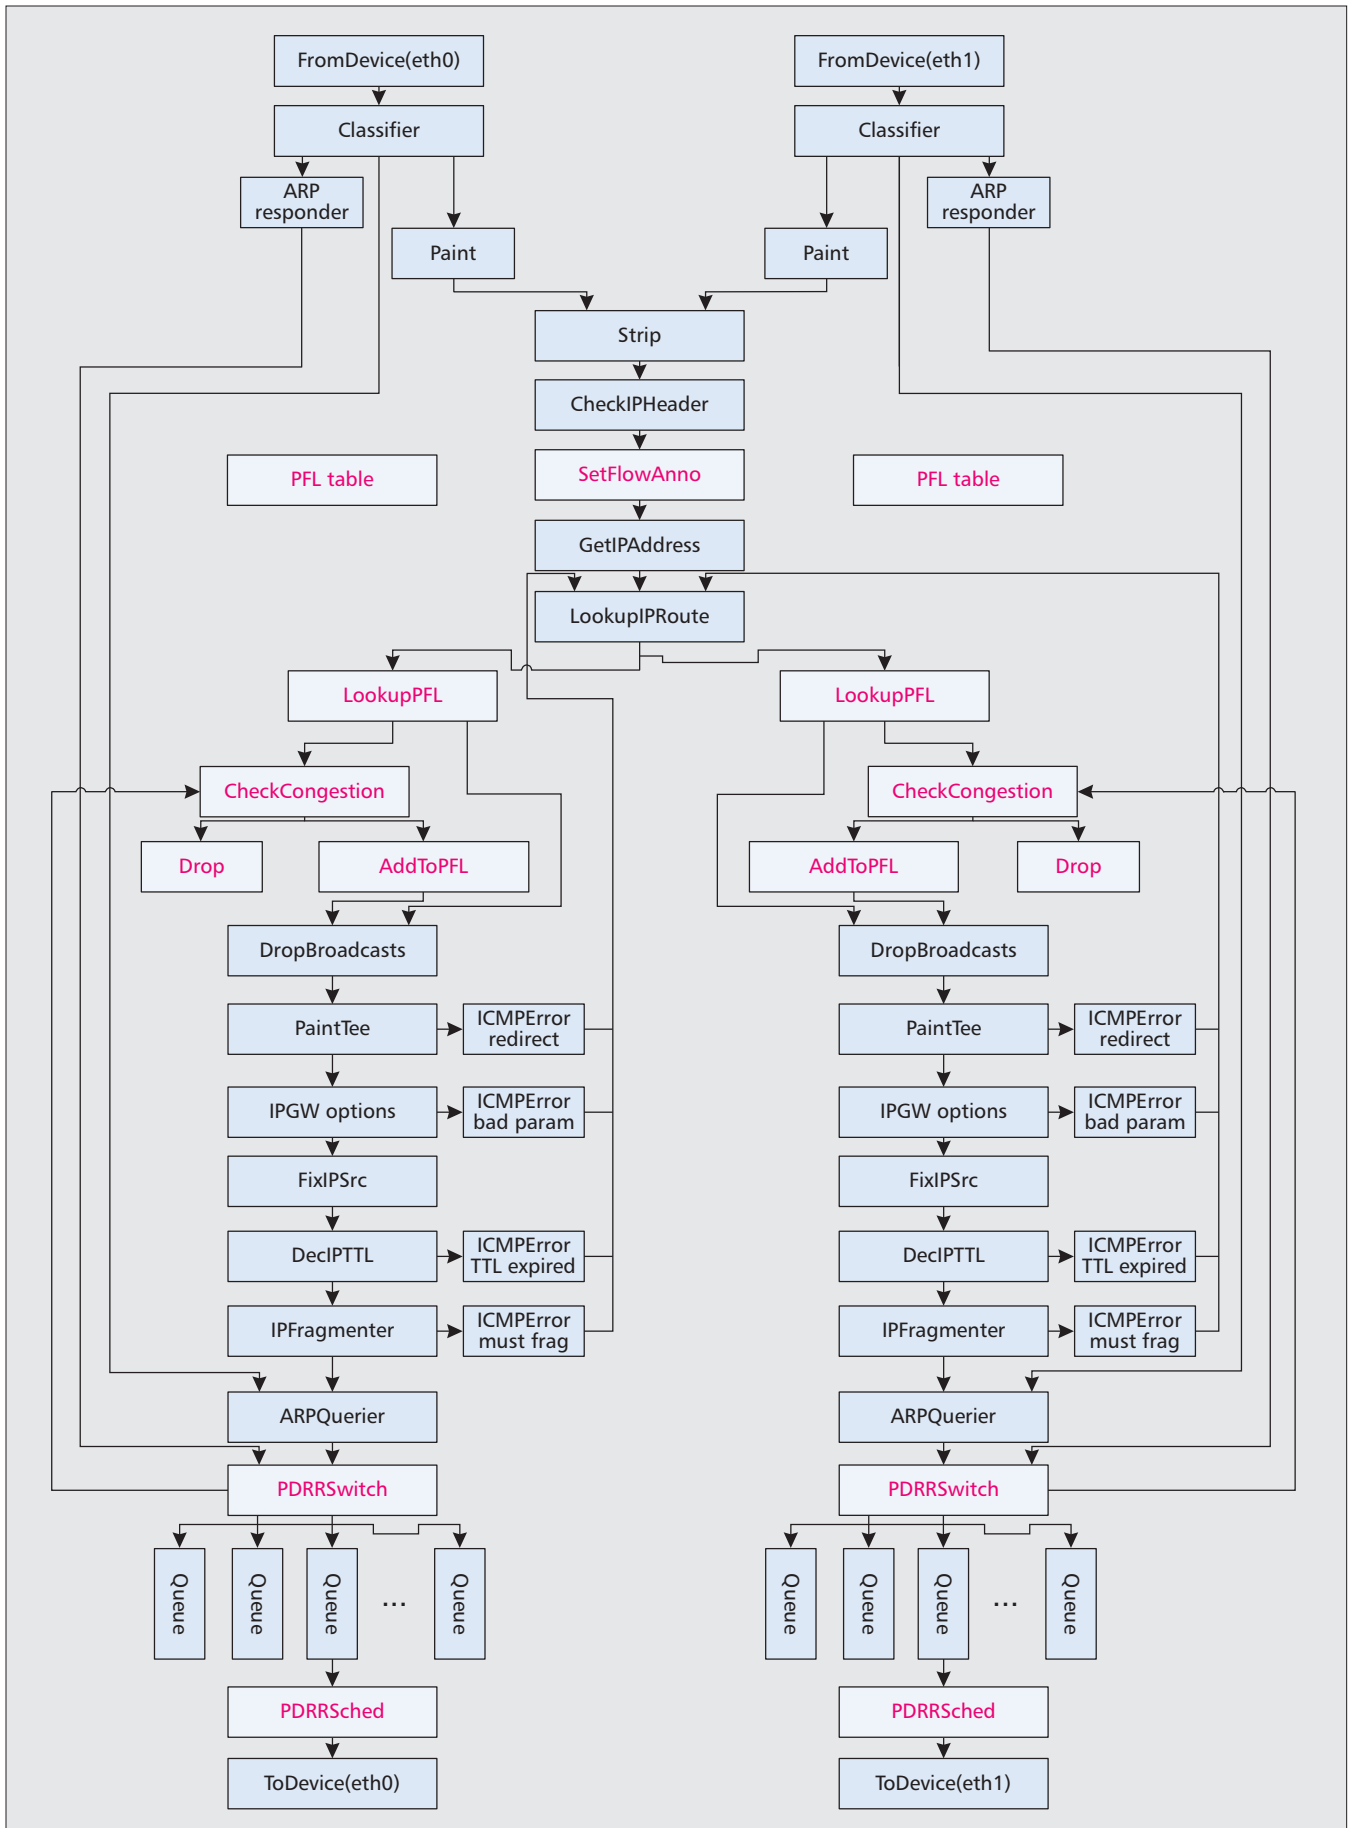 FromDevice(eth0)
FromDevice(eth1)
Classifier
Classifier
ARP
responder
ARP
responder
Paint
Paint
Strip
CheckIPHeader
PFL table
SetFlowAnno
PFL table
GetIPAddress
LookupIPRoute
LookupPFL
LookupPFL
CheckCongestion
CheckCongestion
Drop
AddToPFL
AddToPFL
Drop
DropBroadcasts
DropBroadcasts
PaintTee
ICMPError
redirect
PaintTee
ICMPError
redirect
IPGW options
ICMPError
bad param
IPGW options
ICMPError
bad param
FixIPSrc
FixIPSrc
DecIPTTL
ICMPError
TTL expired
DecIPTTL
ICMPError
TTL expired
IPFragmenter
ICMPError
must frag
IPFragmenter
ICMPError
must frag
ARPQuerier
ARPQuerier
PDRRSwitch
PDRRSwitch
Queue
Queue
Queue
...
Queue
Queue
Queue
Queue
...
Queue
PDRRSched
PDRRSched
ToDevice(eth0)
ToDevice(eth1)